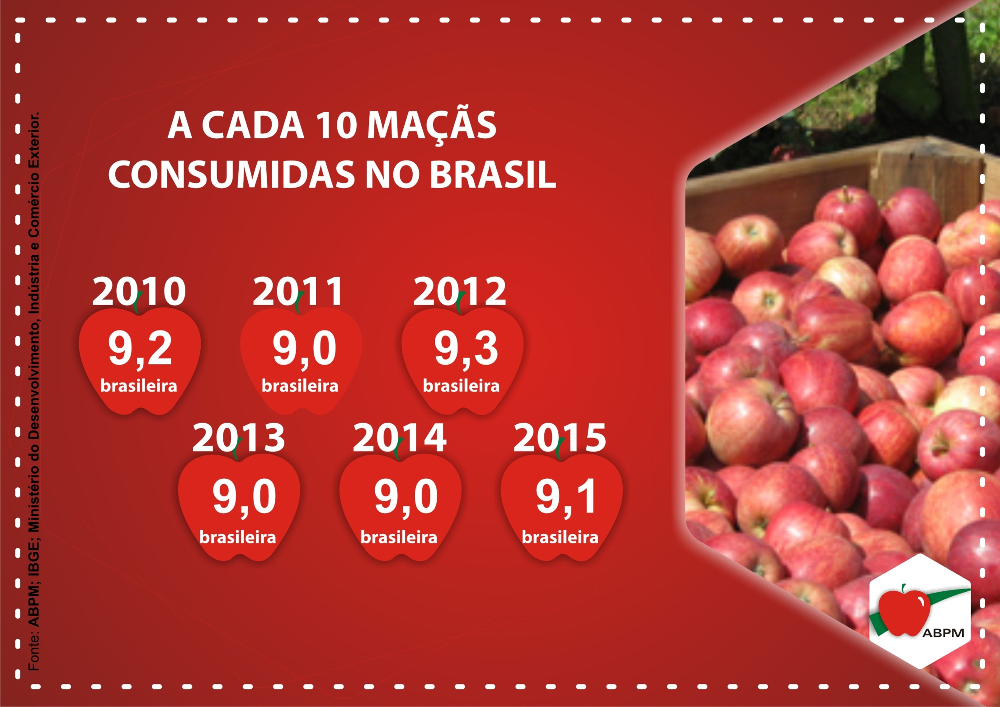 A CADA 10 MAÇÃS
CONSUMIDAS NO BRASIL
2010
9,2
brasileira
2011
9,0
brasileira
2012
9,3
brasileira
2013
9,0
brasileira
2014
9,0
brasileira
2015
9,1
brasileira
Fonte: ABPM; IBGE; Ministério do Desenvolvimento, Indústria e Comércio Exterior.
ABPM